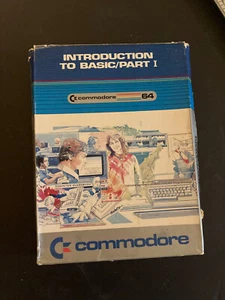 INTRODUCTION
TO BASIC/PART I
commodore 64
commodore